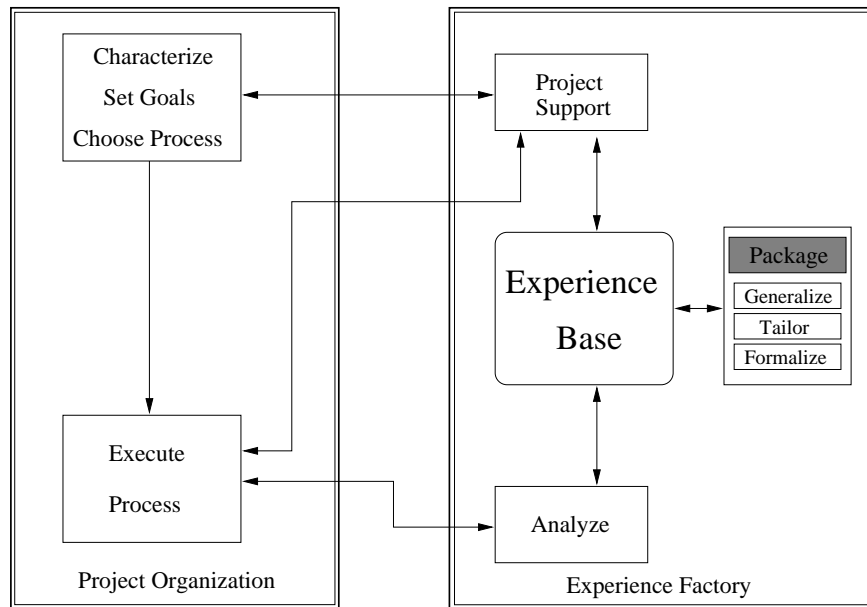 Characterize
Set Goals
Choose Process
Execute
Process
Project Organization
Project
Support
Experience
Base
Package
Generalize
Tailor
Formalize
Analyze
Experience Factory